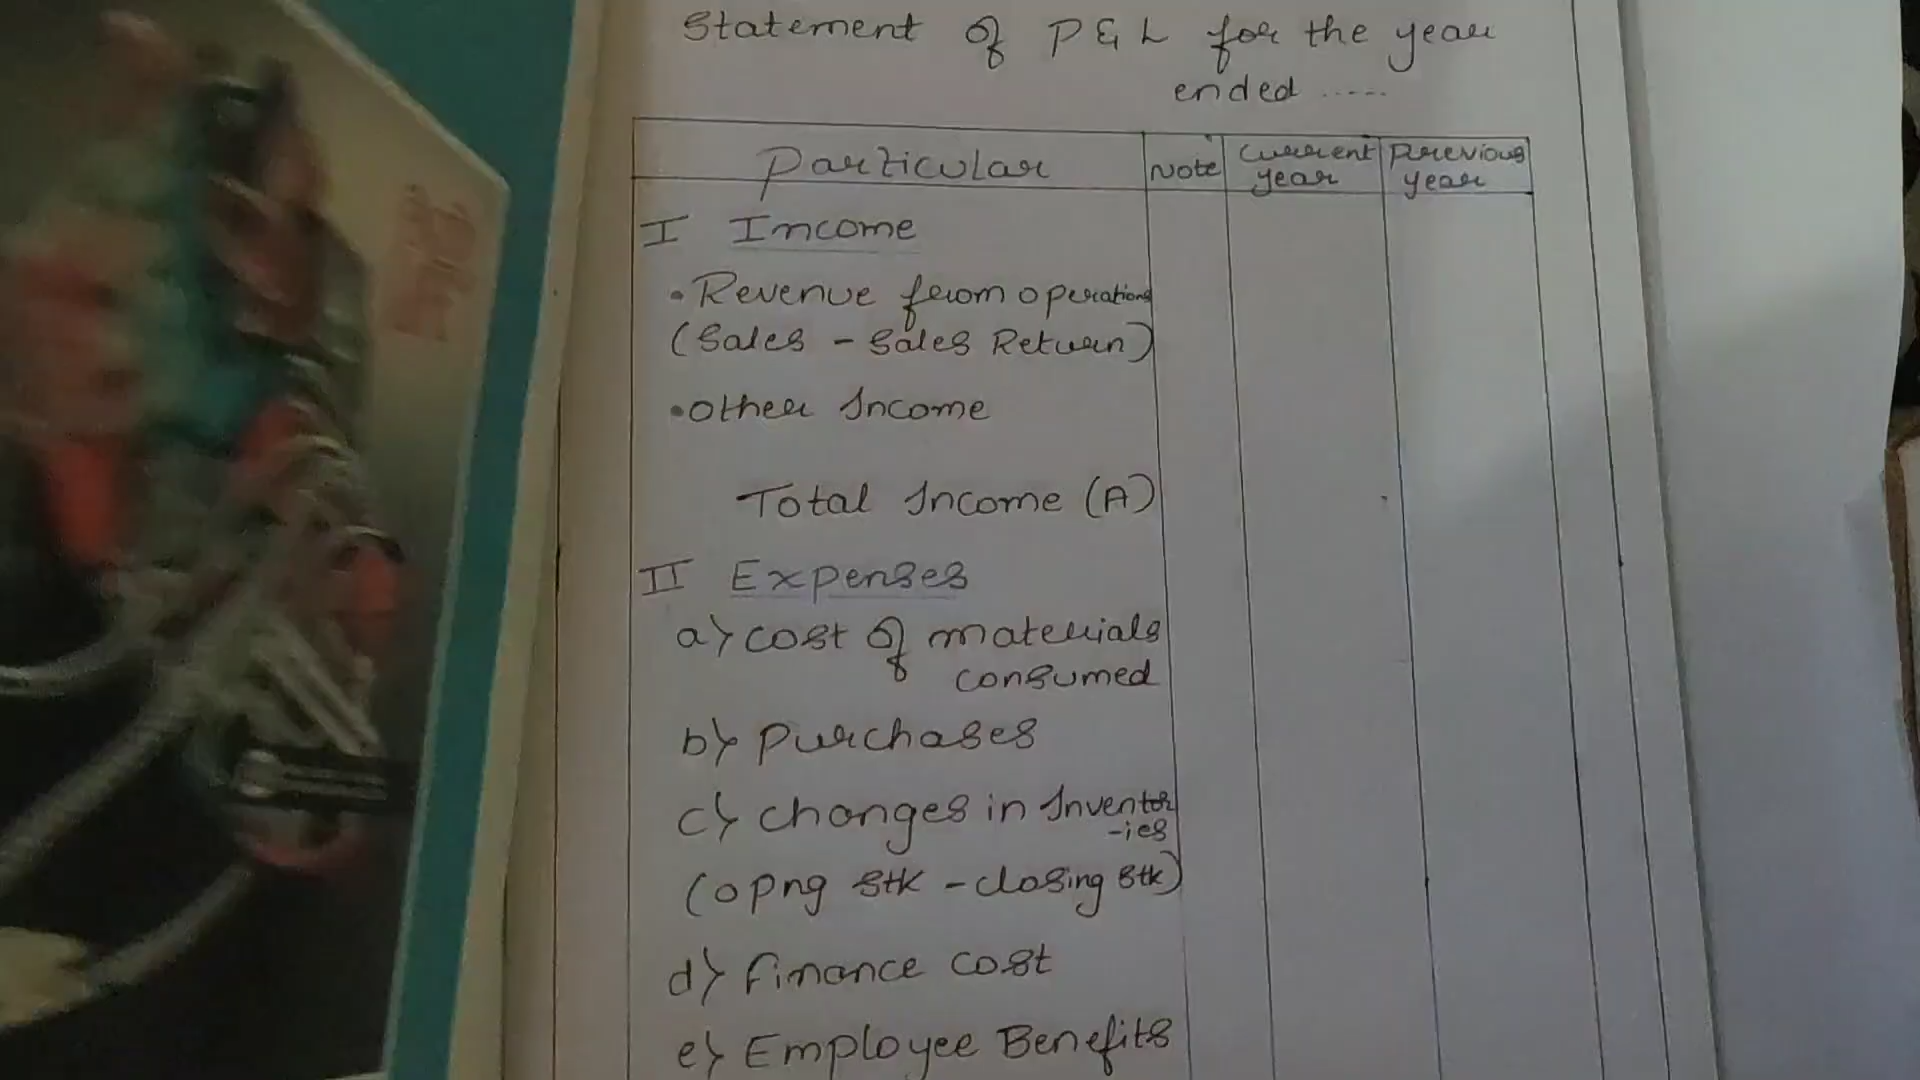 Statement of P & L for the year
ended .....
Particular
Note
Current
year
Previous
year
I Income
• Revenue from operations
(Sales - Sales Return)
• Other Income
Total Income (A)
II Expenses
a) cost of materials
consumed
b) Purchases
c) changes in Inventor
-ies
(opng stk - closing stk)
d) Finance cost
e) Employee Benefits